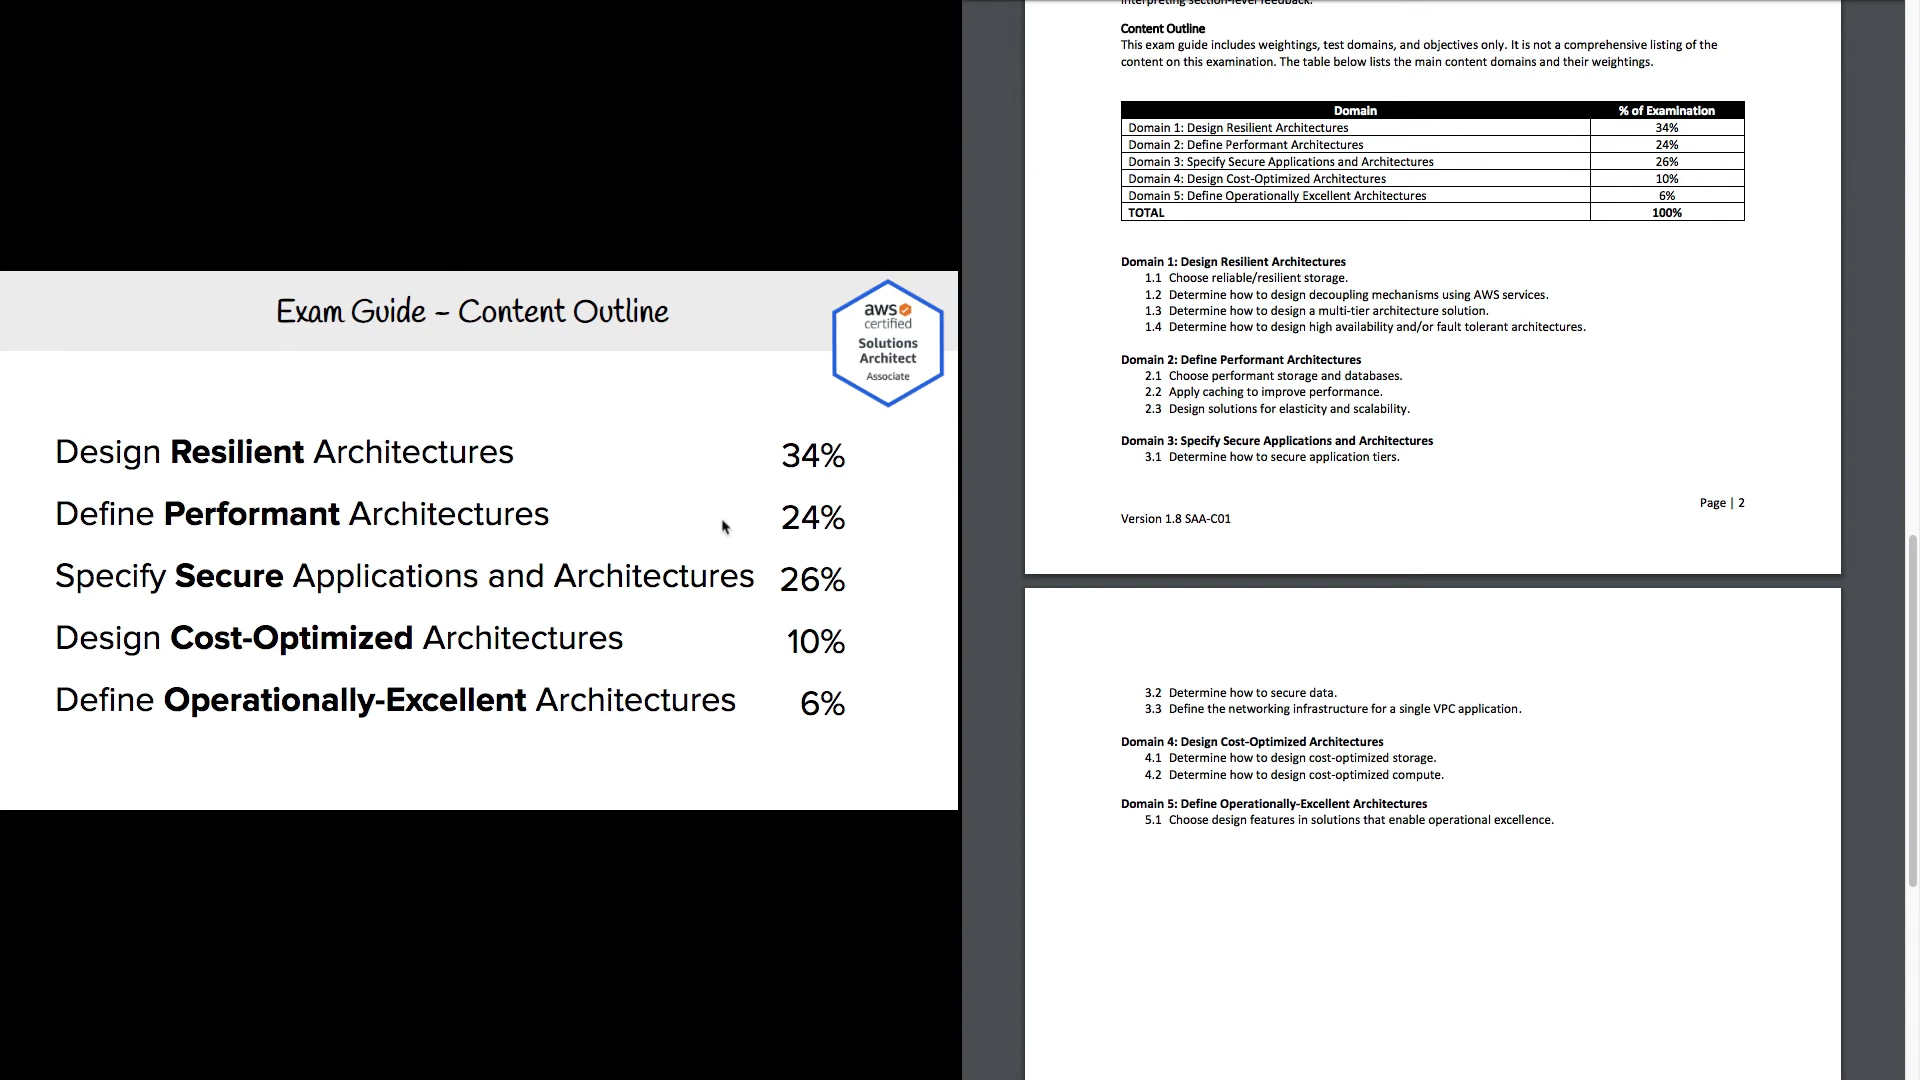 Exam Guide – Content Outline
aws
certified
Solutions
Architect
Associate
Design Resilient Architectures 34%
Define Performant Architectures 24%
Specify Secure Applications and Architectures 26%
Design Cost-Optimized Architectures 10%
Define Operationally-Excellent Architectures 6%
interpreting section-level feedback.
Content Outline
This exam guide includes weightings, test domains, and objectives only. It is not a comprehensive listing of the
content on this examination. The table below lists the main content domains and their weightings.
Domain % of Examination
Domain 1: Design Resilient Architectures 34%
Domain 2: Define Performant Architectures 24%
Domain 3: Specify Secure Applications and Architectures 26%
Domain 4: Design Cost-Optimized Architectures 10%
Domain 5: Define Operationally Excellent Architectures 6%
TOTAL 100%
Domain 1: Design Resilient Architectures
1.1 Choose reliable/resilient storage.
1.2 Determine how to design decoupling mechanisms using AWS services.
1.3 Determine how to design a multi-tier architecture solution.
1.4 Determine how to design high availability and/or fault tolerant architectures.
Domain 2: Define Performant Architectures
2.1 Choose performant storage and databases.
2.2 Apply caching to improve performance.
2.3 Design solutions for elasticity and scalability.
Domain 3: Specify Secure Applications and Architectures
3.1 Determine how to secure application tiers.
Page | 2
Version 1.8 SAA-C01
3.2 Determine how to secure data.
3.3 Define the networking infrastructure for a single VPC application.
Domain 4: Design Cost-Optimized Architectures
4.1 Determine how to design cost-optimized storage.
4.2 Determine how to design cost-optimized compute.
Domain 5: Define Operationally-Excellent Architectures
5.1 Choose design features in solutions that enable operational excellence.